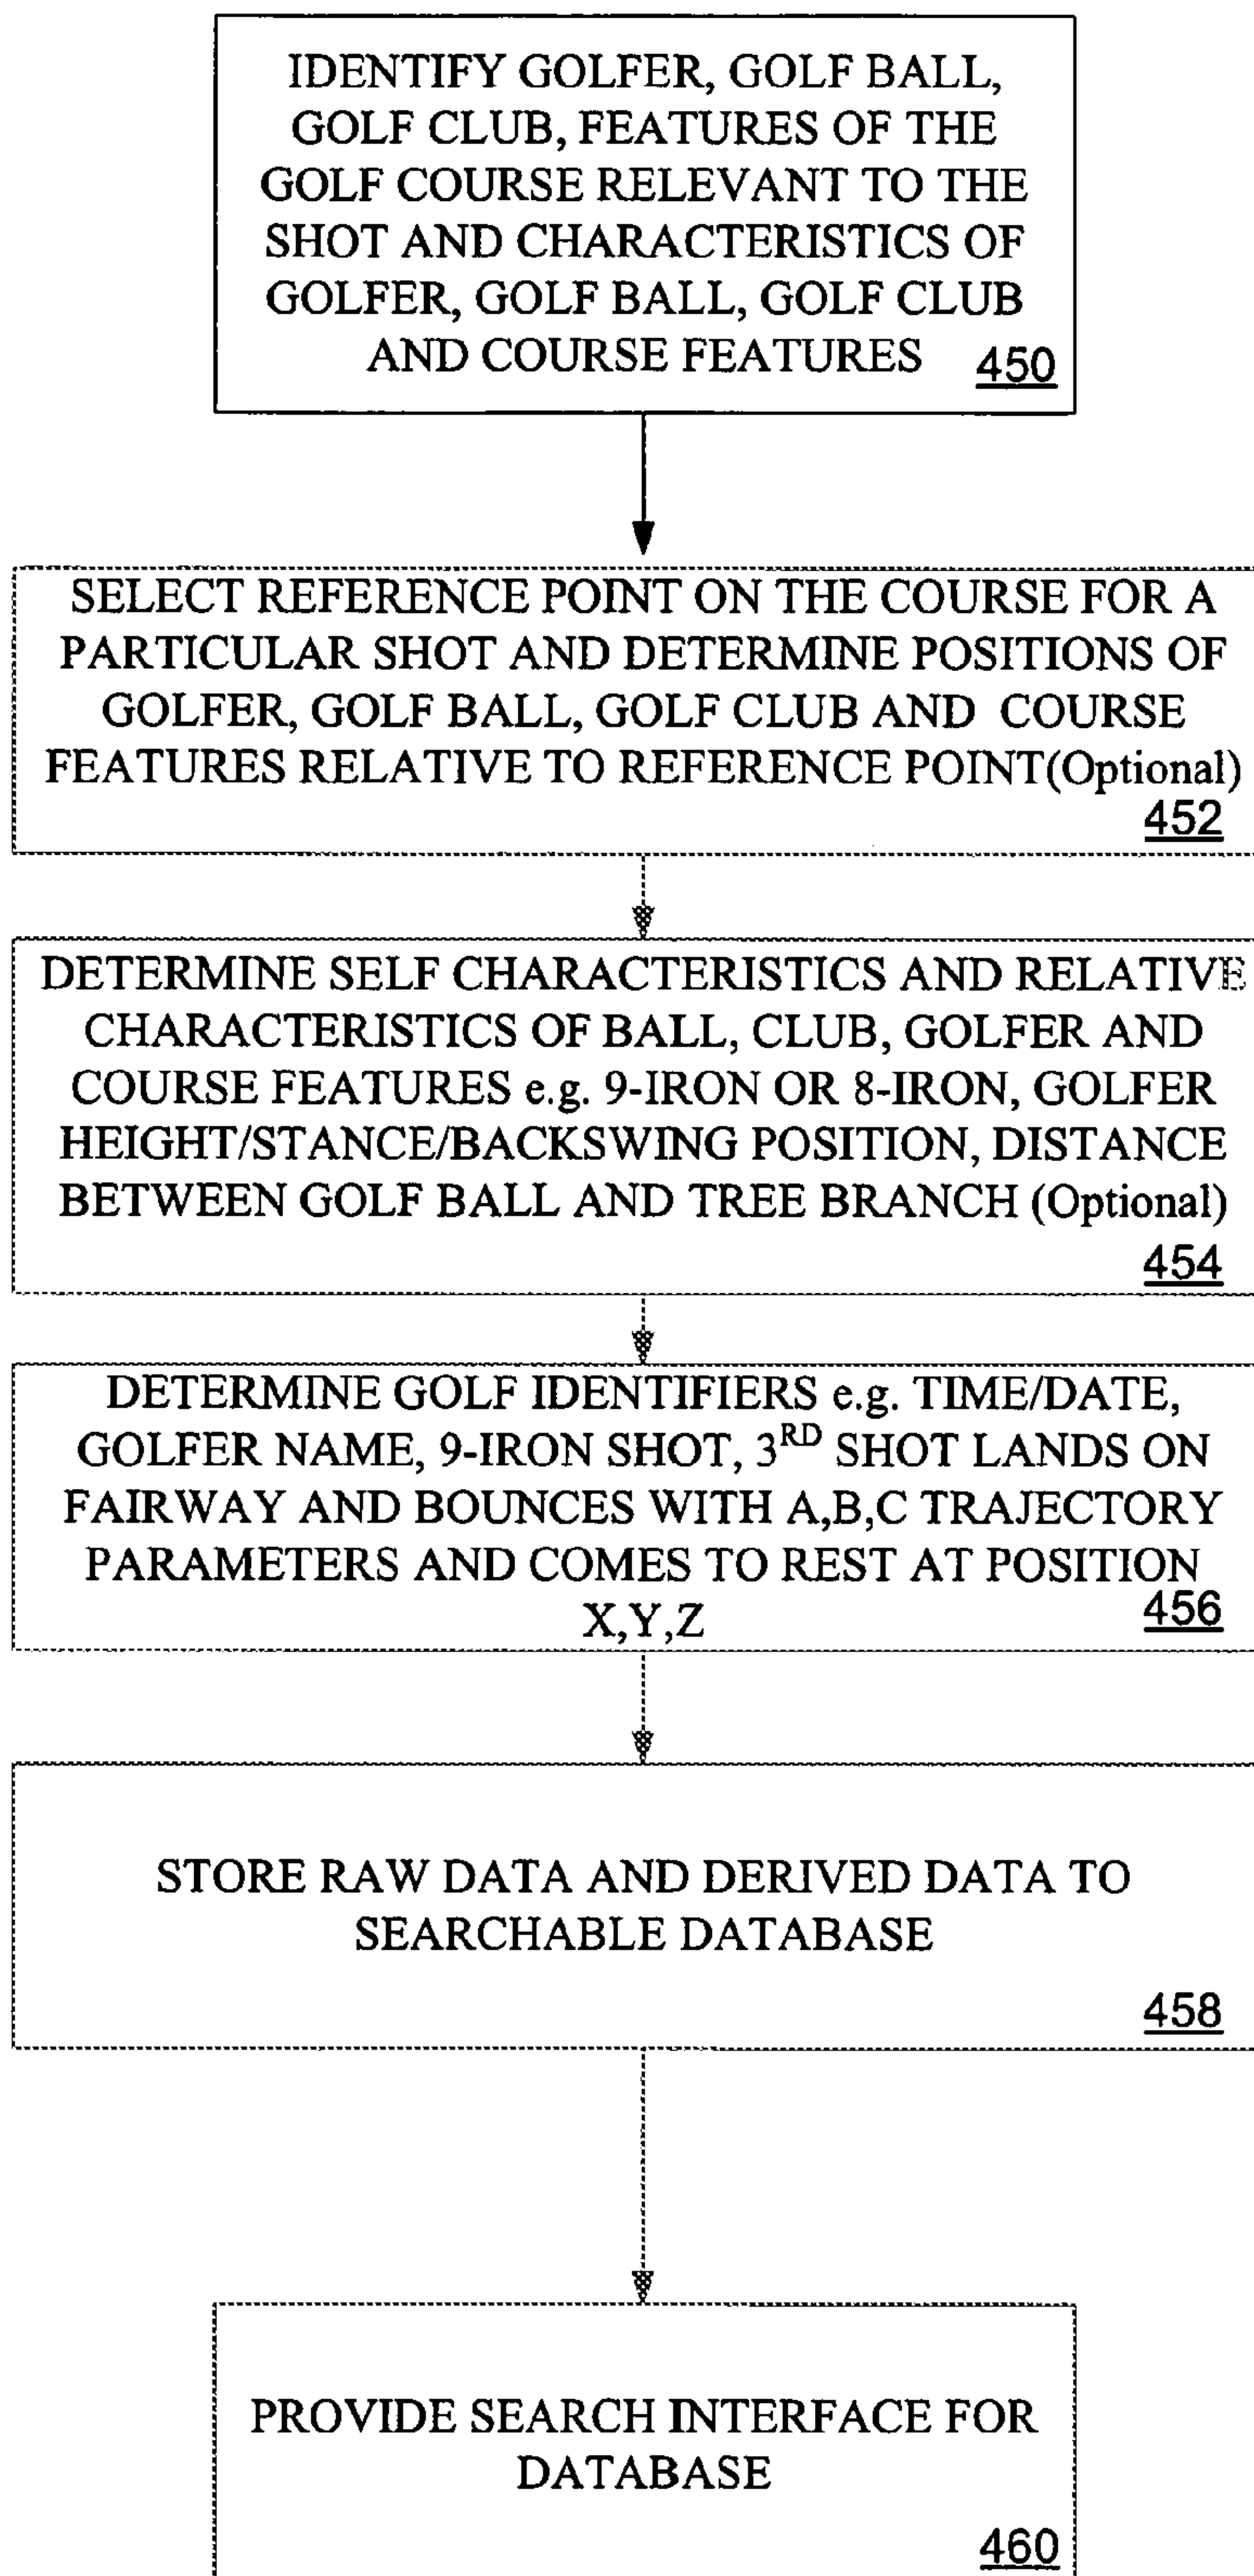 IDENTIFY GOLFER, GOLF BALL,
GOLF CLUB, FEATURES OF THE
GOLF COURSE RELEVANT TO THE
SHOT AND CHARACTERISTICS OF
GOLFER, GOLF BALL, GOLF CLUB
AND COURSE FEATURES 450
SELECT REFERENCE POINT ON THE COURSE FOR A
PARTICULAR SHOT AND DETERMINE POSITIONS OF
GOLFER, GOLF BALL, GOLF CLUB AND COURSE
FEATURES RELATIVE TO REFERENCE POINT(Optional)
452
DETERMINE SELF CHARACTERISTICS AND RELATIVE
CHARACTERISTICS OF BALL, CLUB, GOLFER AND
COURSE FEATURES e.g. 9-IRON OR 8-IRON, GOLFER
HEIGHT/STANCE/BACKSWING POSITION, DISTANCE
BETWEEN GOLF BALL AND TREE BRANCH (Optional)
454
DETERMINE GOLF IDENTIFIERS e.g. TIME/DATE,
GOLFER NAME, 9-IRON SHOT, 3RD SHOT LANDS ON
FAIRWAY AND BOUNCES WITH A,B,C TRAJECTORY
PARAMETERS AND COMES TO REST AT POSITION
X,Y,Z 456
STORE RAW DATA AND DERIVED DATA TO
SEARCHABLE DATABASE
458
PROVIDE SEARCH INTERFACE FOR
DATABASE
460